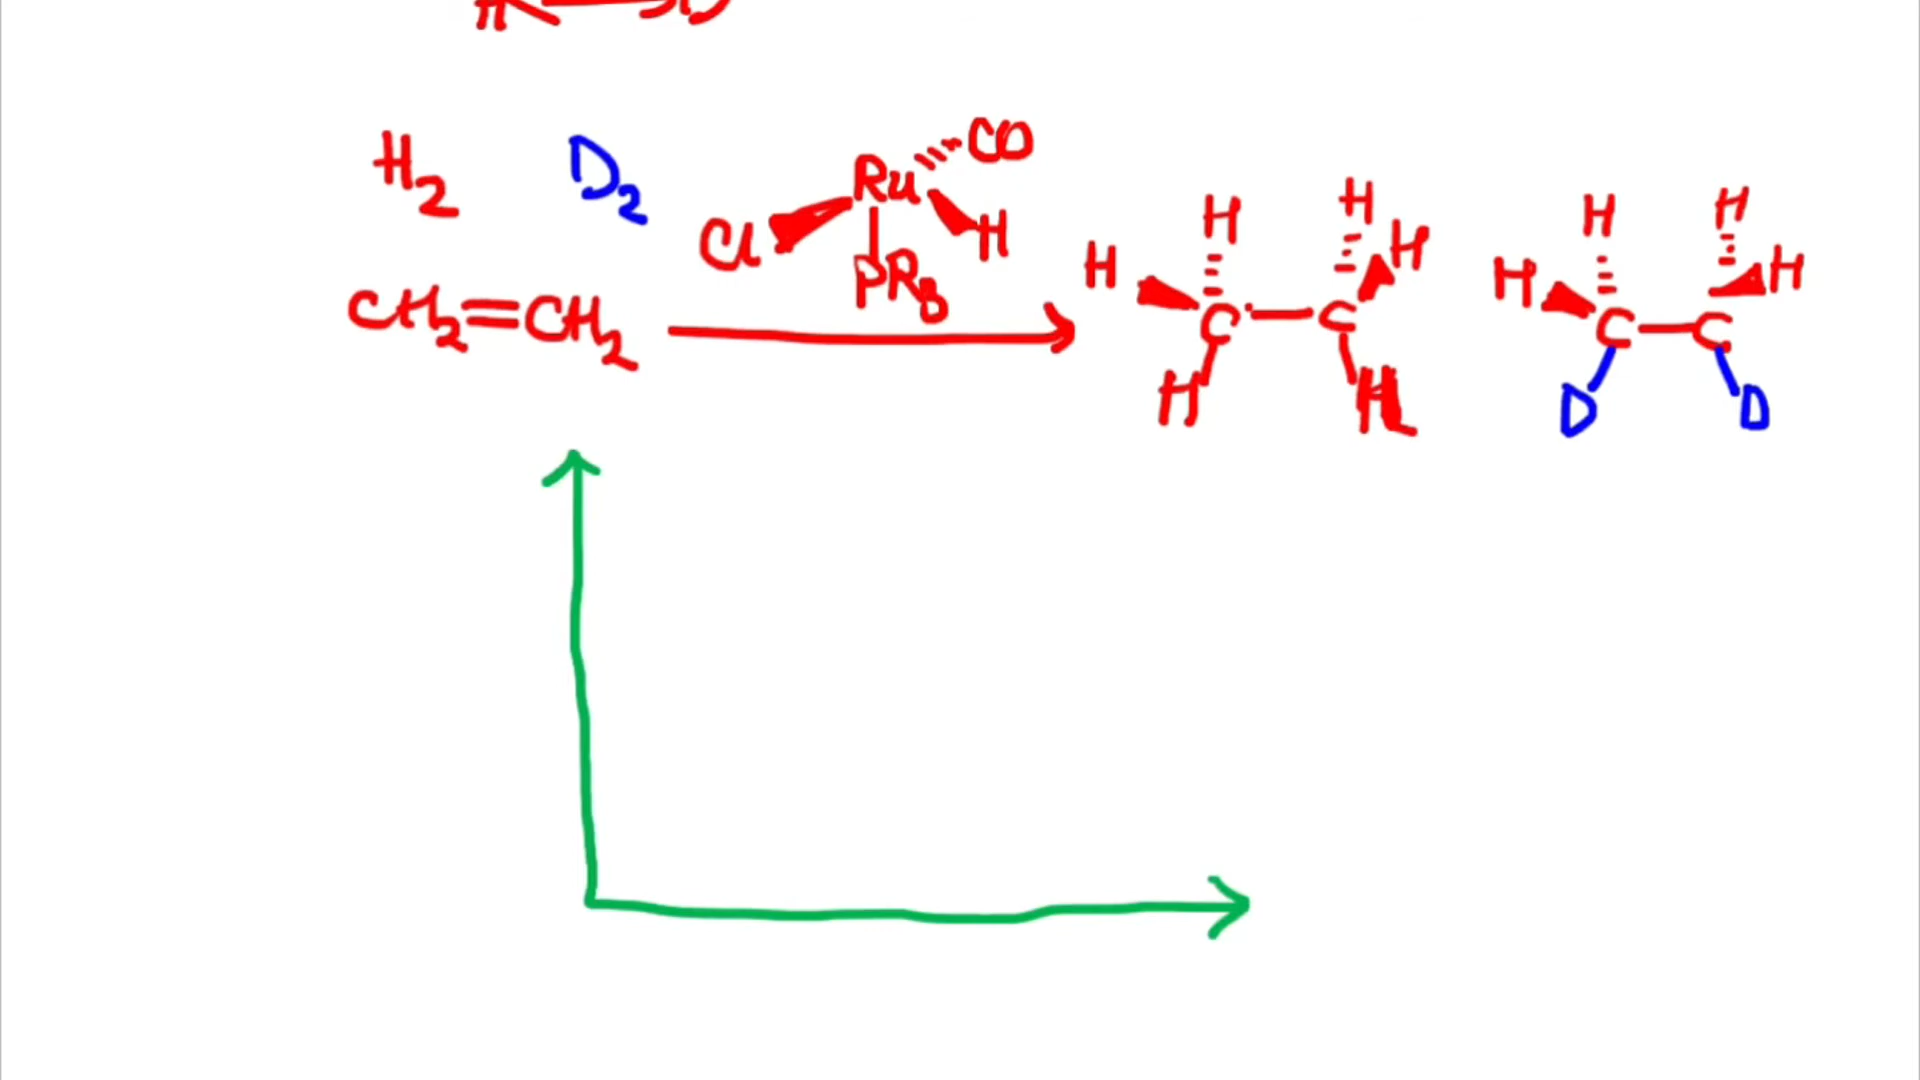 H₂ D₂
CO
Ru
Cl H
PR₃
CH₂=CH₂
H H H
C—C
H H
H H H H
C—C
D D